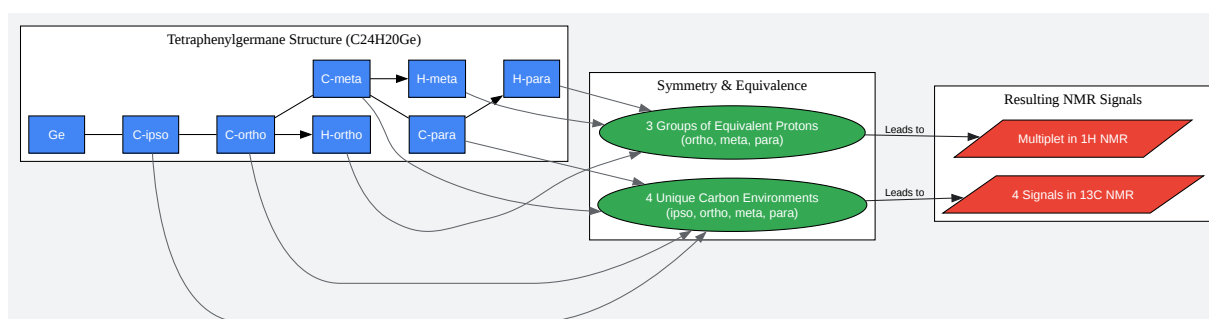 Tetraphenylgermane Structure (C24H20Ge)
C-meta
H-meta
H-para
Ge
C-ipso
C-ortho
H-ortho
C-para
Symmetry & Equivalence
3 Groups of Equivalent Protons
(ortho, meta, para)
4 Unique Carbon Environments
(ipso, ortho, meta, para)
Leads to
Leads to
Resulting NMR Signals
Multiplet in 1H NMR
4 Signals in 13C NMR